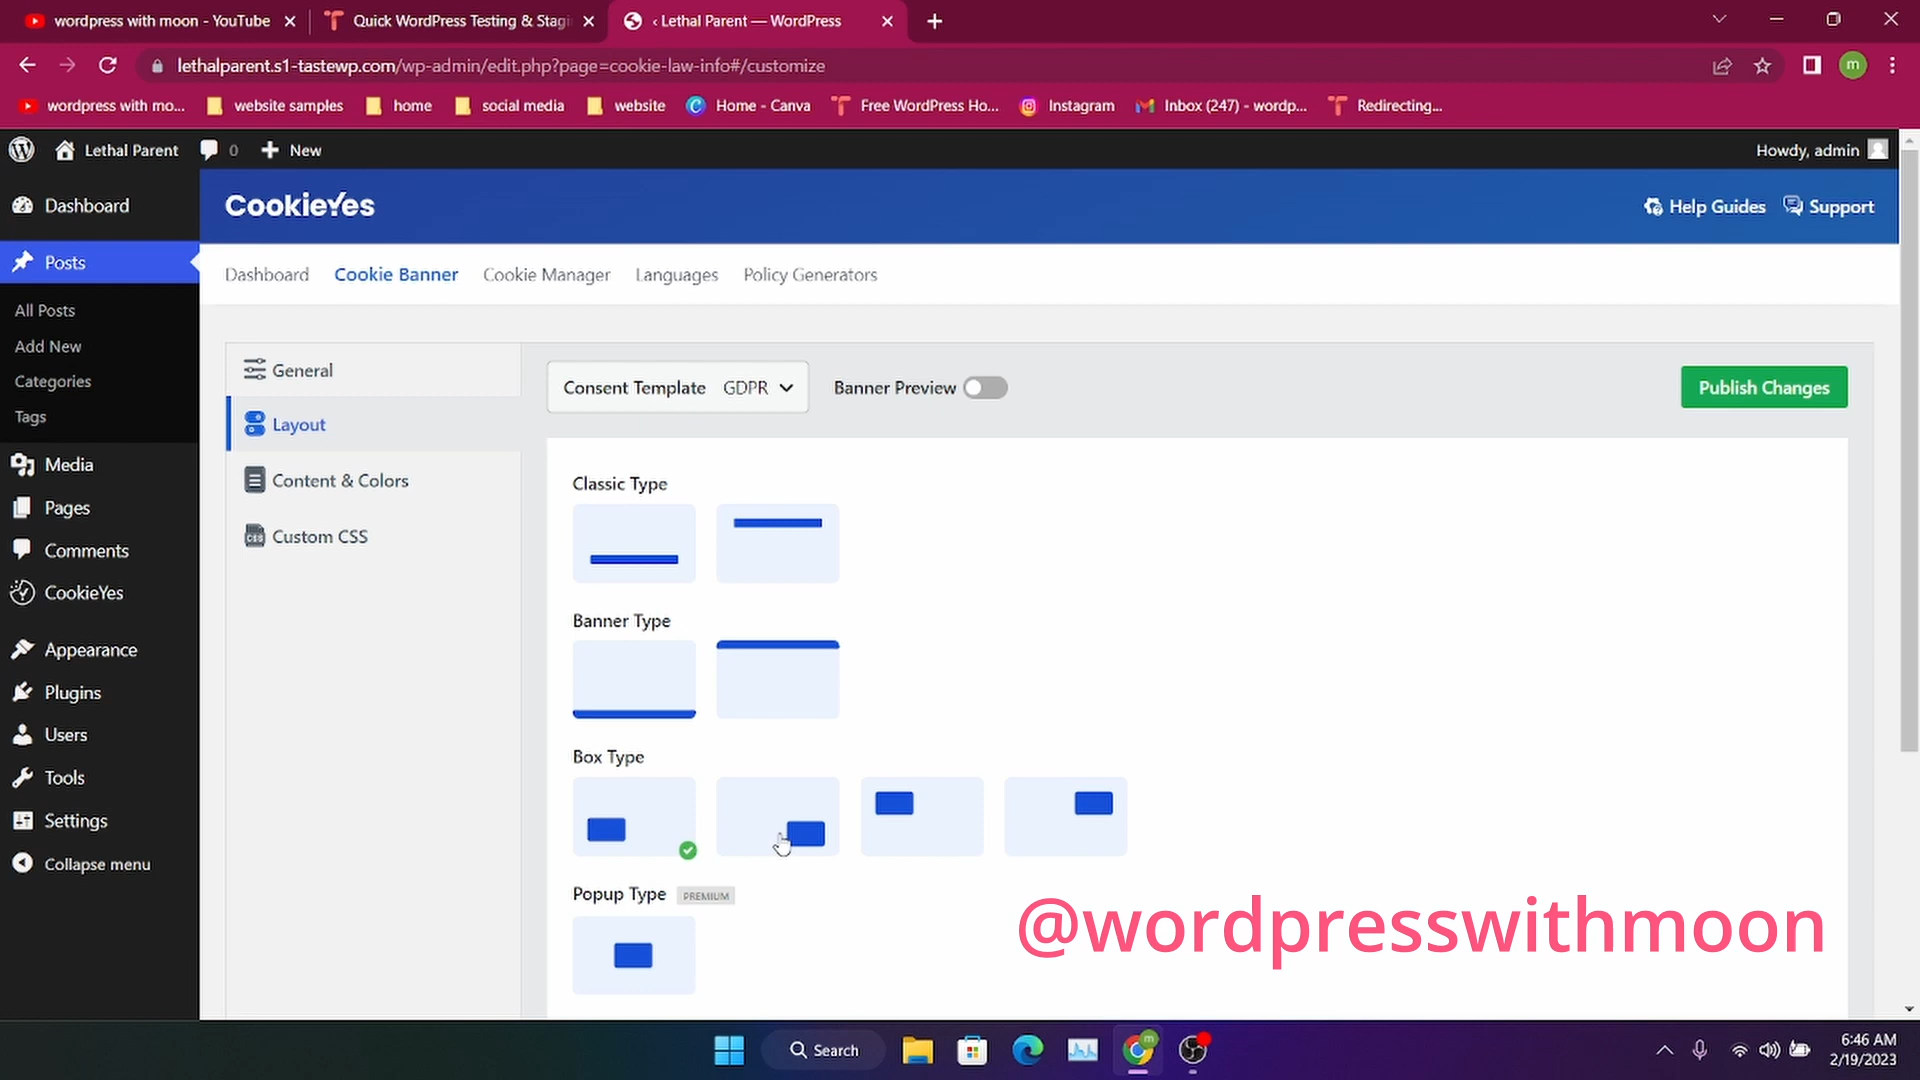 wordpress with moon - YouTube
Quick WordPress Testing & Stagi
‹ Lethal Parent — WordPress
lethalparent.s1-tastewp.com/wp-admin/edit.php?page=cookie-law-info#/customize
m
wordpress with mo...
website samples
home
social media
website
Home - Canva
Free WordPress Ho...
Instagram
Inbox (247) - wordp...
Redirecting...
Lethal Parent
0
New
Howdy, admin
Dashboard
Posts
All Posts
Add New
Categories
Tags
Media
Pages
Comments
CookieYes
Appearance
Plugins
Users
Tools
Settings
Collapse menu
CookieYes
Help Guides
Support
Dashboard
Cookie Banner
Cookie Manager
Languages
Policy Generators
General
Layout
Content & Colors
CSS
Custom CSS
Consent Template GDPR
Banner Preview
Publish Changes
Classic Type
Banner Type
Box Type
Popup Type PREMIUM
@wordpresswithmoon
Search
m
6:46 AM
2/19/2023